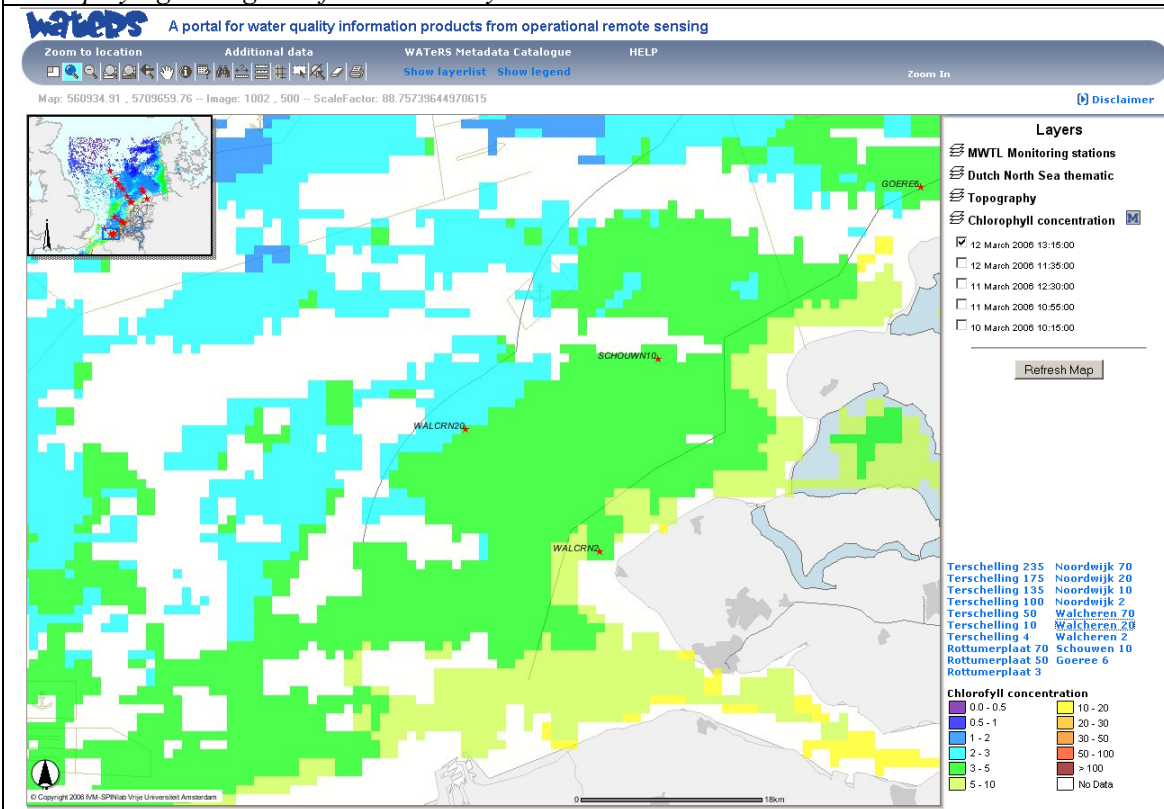 WATeRS A portal for water quality information products from operational remote sensing
Zoom to location Additional data WATeRS Metadata Catalogue HELP
Show layerlist Show legend
Zoom In
Map: 560934.91 , 5709659.76 -- Image: 1002 , 500 -- ScaleFactor: 88.75739644970615
Disclaimer
GOERE6
SCHOUWN10
WALCRN20
WALCRN2
© Copyright 2006 IVM-SPINlab Vrije Universiteit Amsterdam
0 18km
Layers
MWTL Monitoring stations
Dutch North Sea thematic
Topography
Chlorophyll concentration M
12 March 2006 13:15:00
12 March 2006 11:35:00
11 March 2006 12:30:00
11 March 2006 10:55:00
10 March 2006 10:15:00
Refresh Map
Terschelling 235 Noordwijk 70
Terschelling 175 Noordwijk 20
Terschelling 135 Noordwijk 10
Terschelling 100 Noordwijk 2
Terschelling 50 Walcheren 70
Terschelling 10 Walcheren 20
Terschelling 4 Walcheren 2
Rottumerplaat 70 Schouwen 10
Rottumerplaat 50 Goeree 6
Rottumerplaat 3
Chlorofyll concentration
0.0 - 0.5 10 - 20
0.5 - 1 20 - 30
1 - 2 30 - 50
2 - 3 50 - 100
3 - 5 > 100
5 - 10 No Data